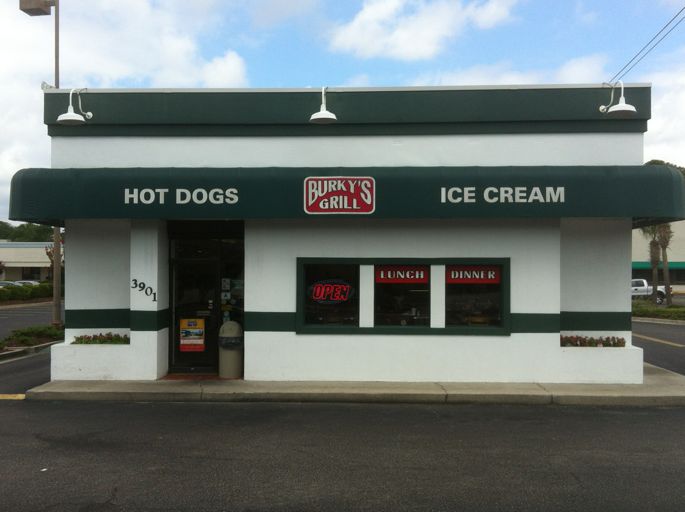 HOT DOGS
BURKY'S
GRILL
ICE CREAM
3901
OPEN
LUNCH
DINNER